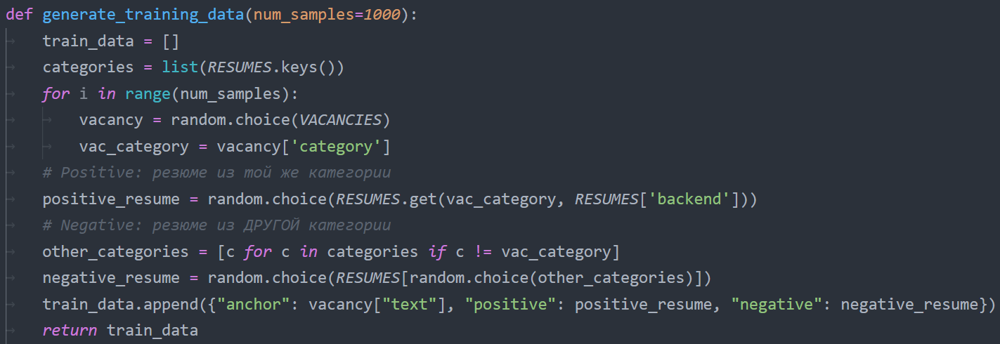 def generate_training_data(num_samples=1000):
    train_data = []
    categories = list(RESUMES.keys())
    for i in range(num_samples):
        vacancy = random.choice(VACANCIES)
        vac_category = vacancy['category']
    # Positive: резюме из той же категории
    positive_resume = random.choice(RESUMES.get(vac_category, RESUMES['backend']))
    # Negative: резюме из ДРУГОЙ категории
    other_categories = [c for c in categories if c != vac_category]
    negative_resume = random.choice(RESUMES[random.choice(other_categories)])
    train_data.append({"anchor": vacancy["text"], "positive": positive_resume, "negative": negative_resume})
    return train_data